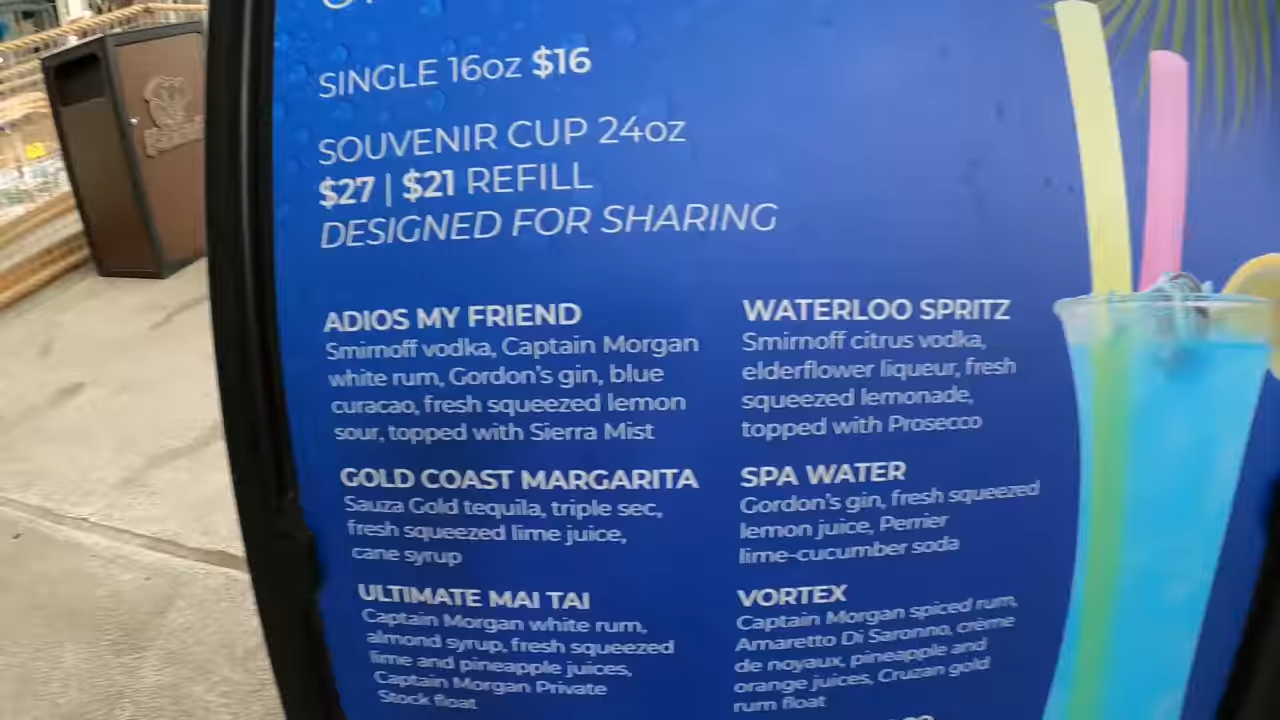 SINGLE 16oz $16
SOUVENIR CUP 24oz
$27 | $21 REFILL
DESIGNED FOR SHARING
ADIOS MY FRIEND
Smirnoff vodka, Captain Morgan
white rum, Gordon's gin, blue
curacao, fresh squeezed lemon
sour, topped with Sierra Mist
GOLD COAST MARGARITA
Sauza Gold tequila, triple sec,
fresh squeezed lime juice,
cane syrup
ULTIMATE MAI TAI
Captain Morgan white rum,
almond syrup, fresh squeezed
lime and pineapple juices,
Captain Morgan Private
Stock float
WATERLOO SPRITZ
Smirnoff citrus vodka,
elderflower liqueur, fresh
squeezed lemonade,
topped with Prosecco
SPA WATER
Gordon's gin, fresh squeezed
lemon juice, Perrier
lime-cucumber soda
VORTEX
Captain Morgan spiced rum,
Amaretto Di Saronno, crème
de noyaux, pineapple and
orange juices, Cruzan gold
rum float